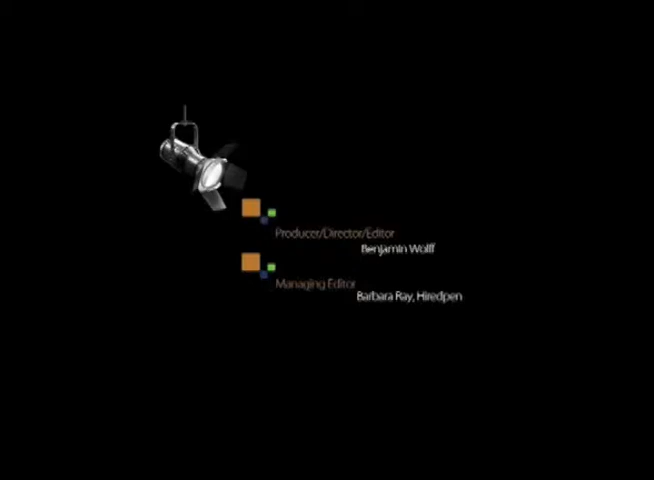 Producer/Director/Editor
Benjamin Wolff
Managing Editor
Barbara Ray, Hiredpen